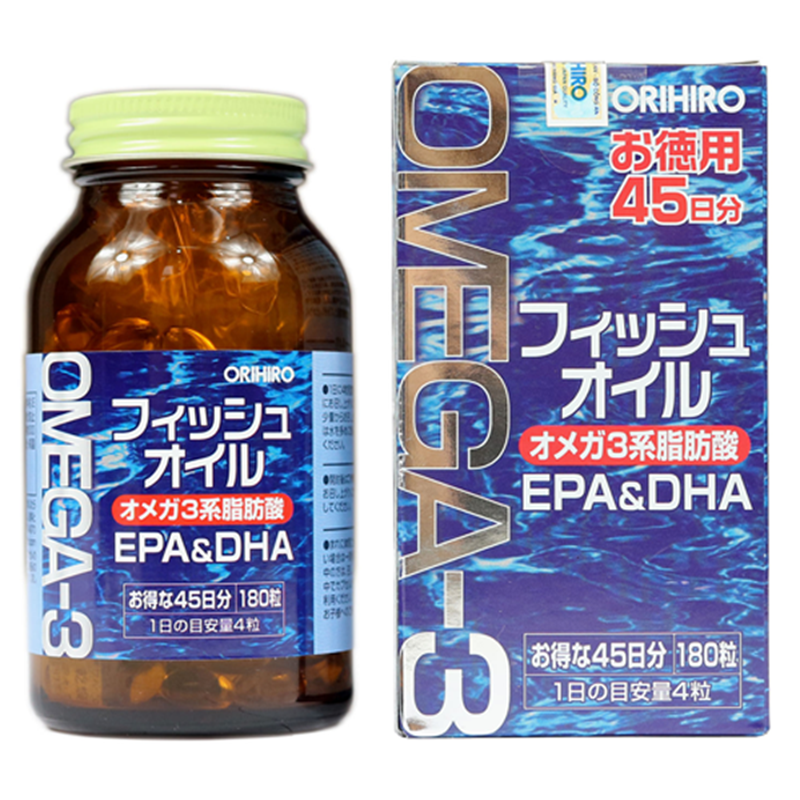 ORIHIRO
フィッシュ
オイル
オメガ3系脂肪酸
EPA&DHA
お得な45日分 180粒
1日の目安量4粒
OMEGA-3
ORIHIRO
お徳用
45日分
フィッシュ
オイル
オメガ3系脂肪酸
EPA&DHA
お得な45日分 180粒
1日の目安量4粒
OMEGA-3